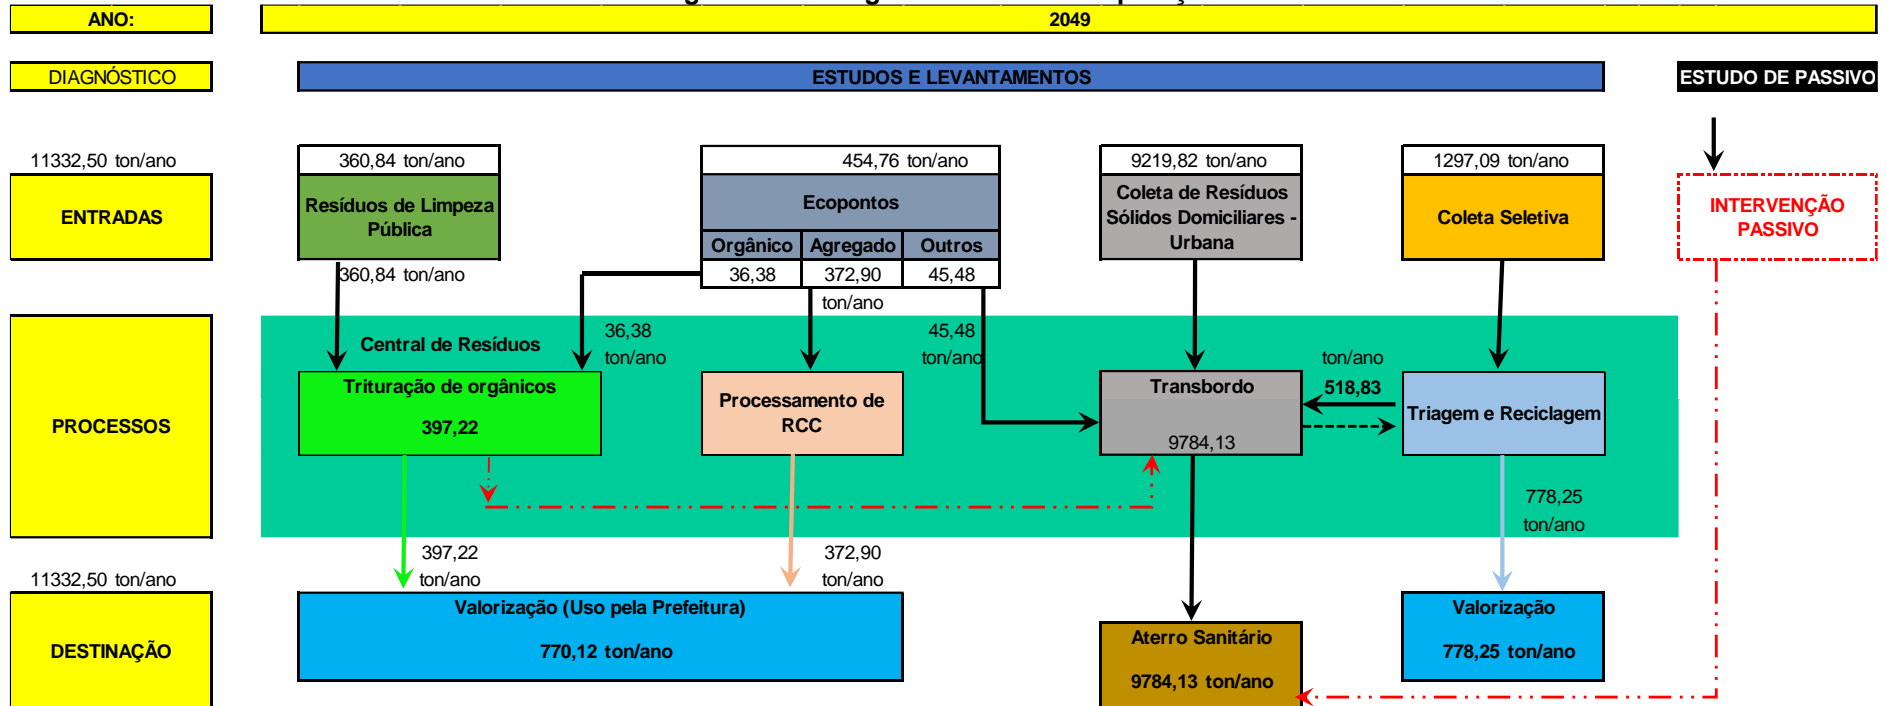 ANO:
2049
DIAGNÓSTICO
ESTUDOS E LEVANTAMENTOS
ESTUDO DE PASSIVO
11332,50 ton/ano
360,84 ton/ano
454,76 ton/ano
9219,82 ton/ano
1297,09 ton/ano
ENTRADAS
Resíduos de Limpeza
Pública
Ecopontos
Orgânico Agregado Outros
36,38 372,90 45,48
ton/ano
Coleta de Resíduos
Sólidos Domiciliares -
Urbana
Coleta Seletiva
INTERVENÇÃO
PASSIVO
360,84 ton/ano
PROCESSOS
Central de Resíduos
36,38
ton/ano
45,48
ton/ano
ton/ano
518,83
Trituração de orgânicos
397,22
Processamento de
RCC
Transbordo
9784,13
Triagem e Reciclagem
778,25
ton/ano
397,22
ton/ano
372,90
ton/ano
11332,50 ton/ano
DESTINAÇÃO
Valorização (Uso pela Prefeitura)
770,12 ton/ano
Aterro Sanitário
9784,13 ton/ano
Valorização
778,25 ton/ano